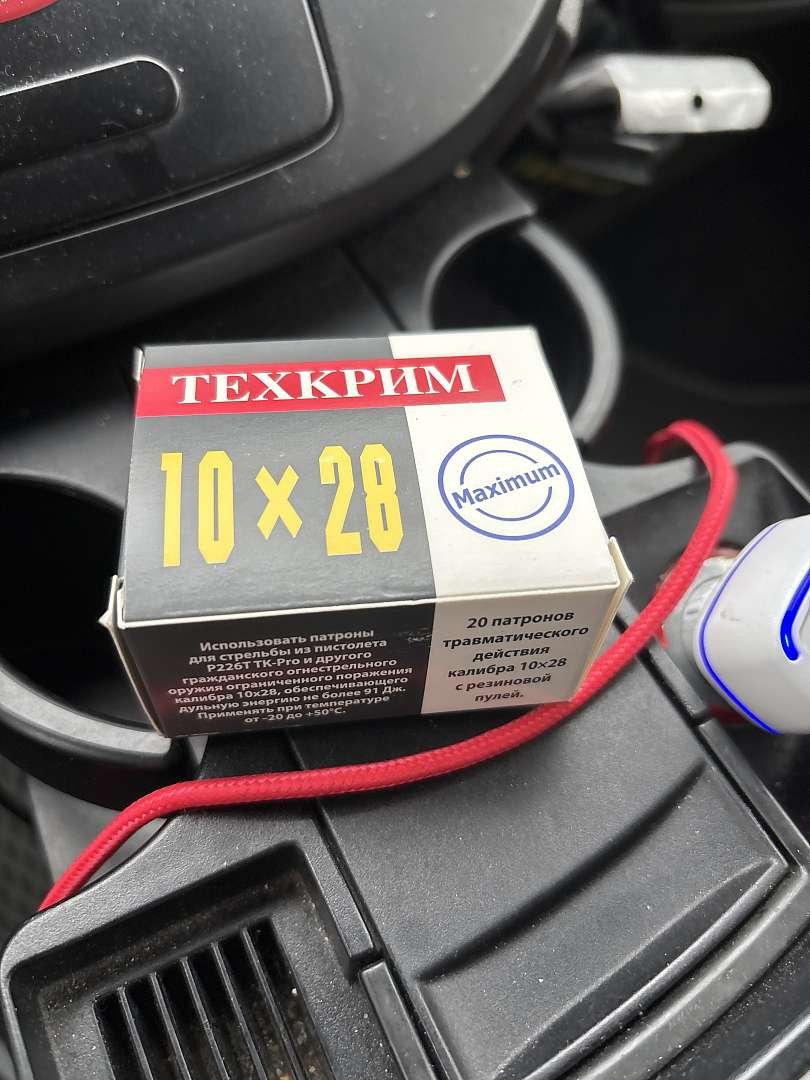 ТЕХКРИМ
10×28
Maximum
Использовать патроны
для стрельбы из пистолета
P226T TK-Pro и другого
гражданского огнестрельного
оружия ограниченного поражения
калибра 10x28, обеспечивающего
дульную энергию не более 91 Дж.
Применять при температуре
от -20 до +50°C.
20 патронов
травматического
действия
калибра 10×28
с резиновой
пулей.